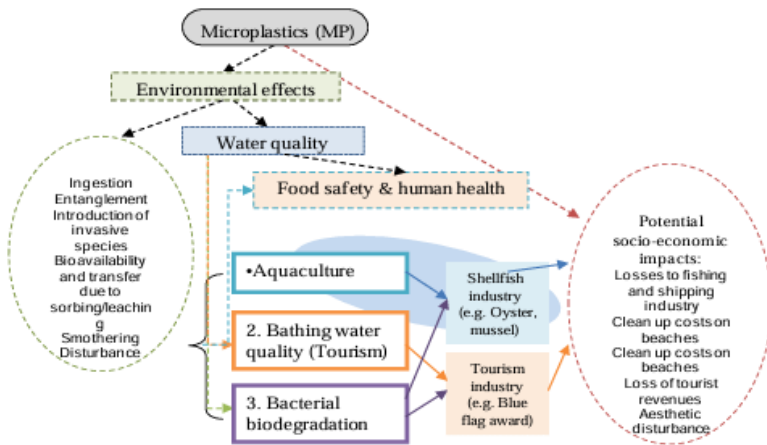 Microplastics (MP)
Environmental effects
Water quality
Food safety & human health
Ingestion
Entanglement
Introduction of
invasive
species
Bioavailability
and transfer
due to
sorbing/leachin
g
Smothering
Disturbance
•Aquaculture
2. Bathing water
quality (Tourism)
3. Bacterial
biodegradation
Shellfish
industry
(e.g. Oyster,
mussel)
Tourism
industry
(e.g. Blue
flag award)
Potential
socio-economic
impacts:
Losses to fishing
and shipping
industry
Clean up costs on
beaches
Clean up costs on
beaches
Loss of tourist
revenues
Aesthetic
disturbance